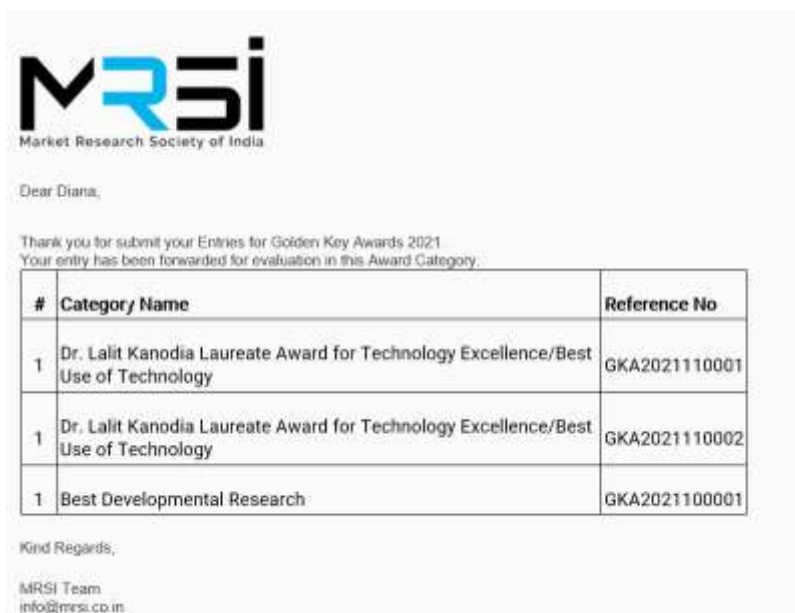 MRSI
Market Research Society of India
Dear Diana,
Thank you for submit your Entries for Golden Key Awards 2021
Your entry has been forwarded for evaluation in this Award Category.
# Category Name Reference No
1 Dr. Lalit Kanodia Laureate Award for Technology Excellence/Best
Use of Technology GKA2021110001
1 Dr. Lalit Kanodia Laureate Award for Technology Excellence/Best
Use of Technology GKA2021110002
1 Best Developmental Research GKA2021100001
Kind Regards,
MRSI Team
info@mrsi.co.in